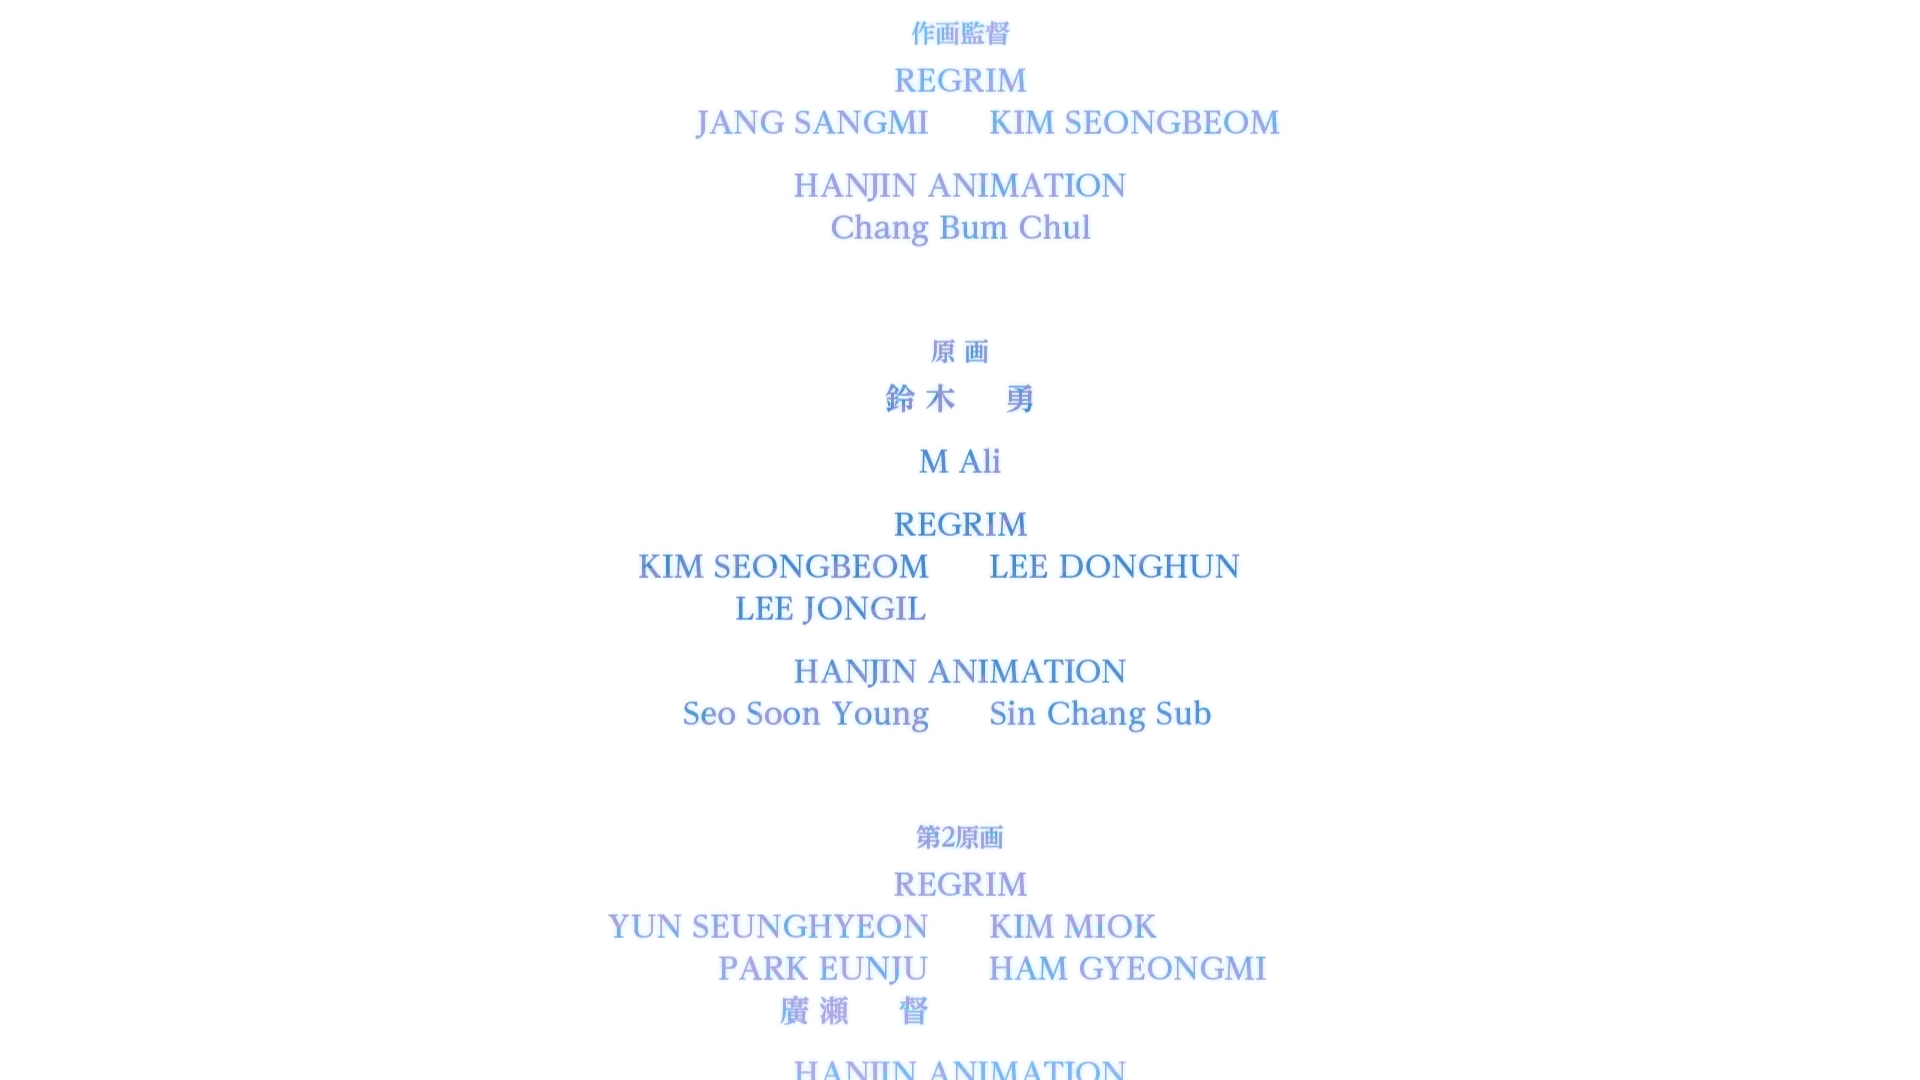 作画監督
REGRIM
JANG SANGMI KIM SEONGBEOM
HANJIN ANIMATION
Chang Bum Chul
原画
鈴木 勇
M Ali
REGRIM
KIM SEONGBEOM LEE DONGHUN
LEE JONGIL
HANJIN ANIMATION
Seo Soon Young Sin Chang Sub
第2原画
REGRIM
YUN SEUNGHYEON KIM MIOK
PARK EUNJU HAM GYEONGMI
廣瀬 督
HANJIN ANIMATION